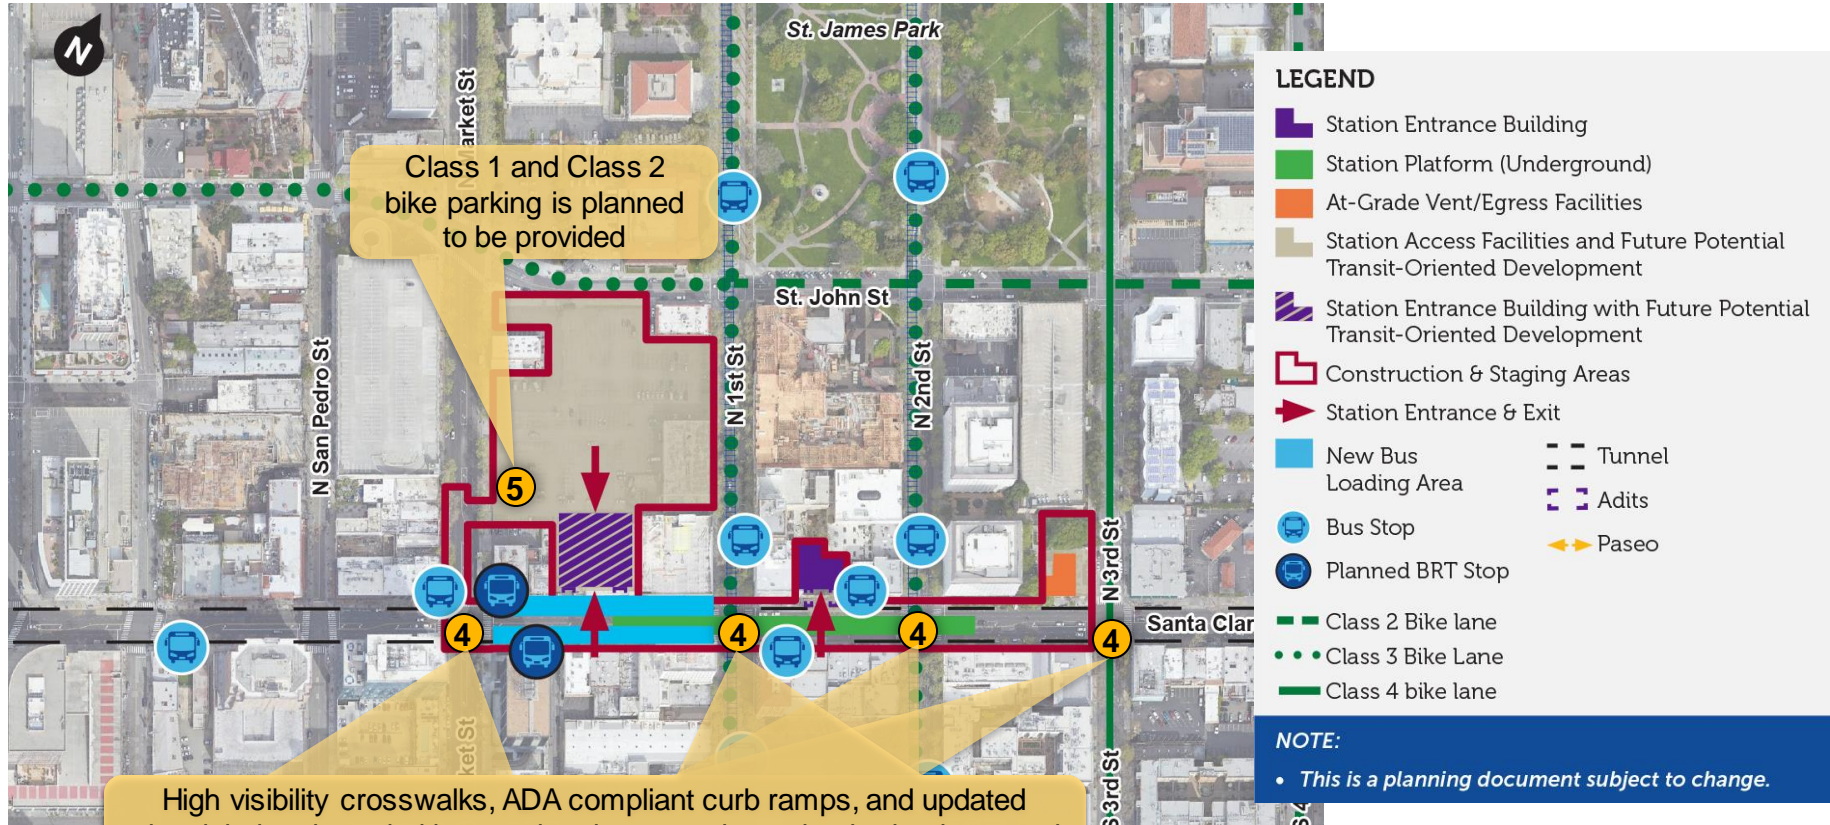 N
St. James Park
N Market St
Class 1 and Class 2
bike parking is planned
to be provided
St. John St
N San Pedro St
N 1st St
N 2nd St
N 3rd St
5
4
4
4
4
Santa Clar
S 3rd St
High visibility crosswalks, ADA compliant curb ramps, and updated
LEGEND
Station Entrance Building
Station Platform (Underground)
At-Grade Vent/Egress Facilities
Station Access Facilities and Future Potential
Transit-Oriented Development
Station Entrance Building with Future Potential
Transit-Oriented Development
Construction & Staging Areas
Station Entrance & Exit
New Bus
Loading Area
Tunnel
Adits
Bus Stop
Paseo
Planned BRT Stop
Class 2 Bike lane
Class 3 Bike Lane
Class 4 bike lane
NOTE:
• This is a planning document subject to change.